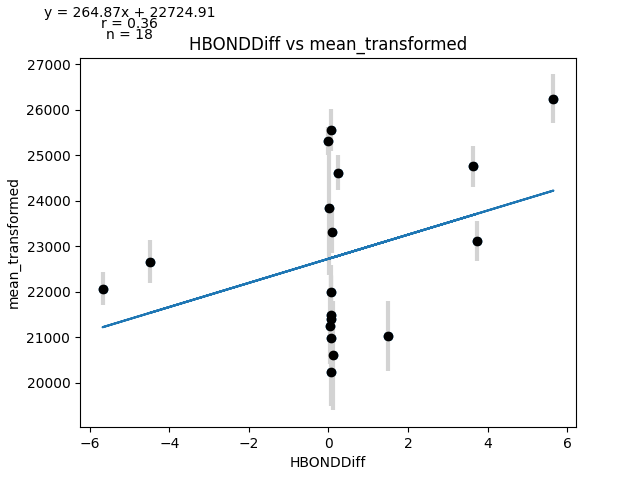 y = 264.87x + 22724.91
r = 0.36
n = 18
HBONDDiff vs mean_transformed
27000
26000
25000
24000
23000
22000
21000
20000
mean_transformed
−6 −4 −2 0 2 4 6
HBONDDiff